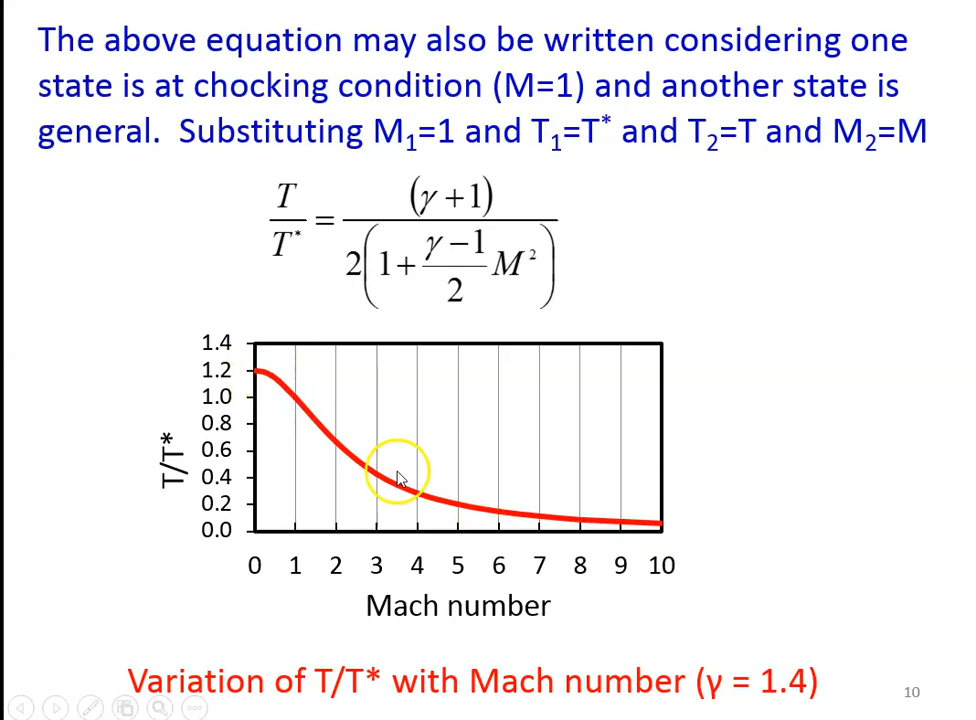 The above equation may also be written considering one
state is at chocking condition (M=1) and another state is
general. Substituting M₁=1 and T₁=T* and T₂=T and M₂=M
T/T* = (γ+1) / 2(1+ (γ−1)/2 M²)
1.4
1.2
1.0
0.8
0.6
0.4
0.2
0.0
T/T*
0 1 2 3 4 5 6 7 8 9 10
Mach number
Variation of T/T* with Mach number (γ = 1.4)
10